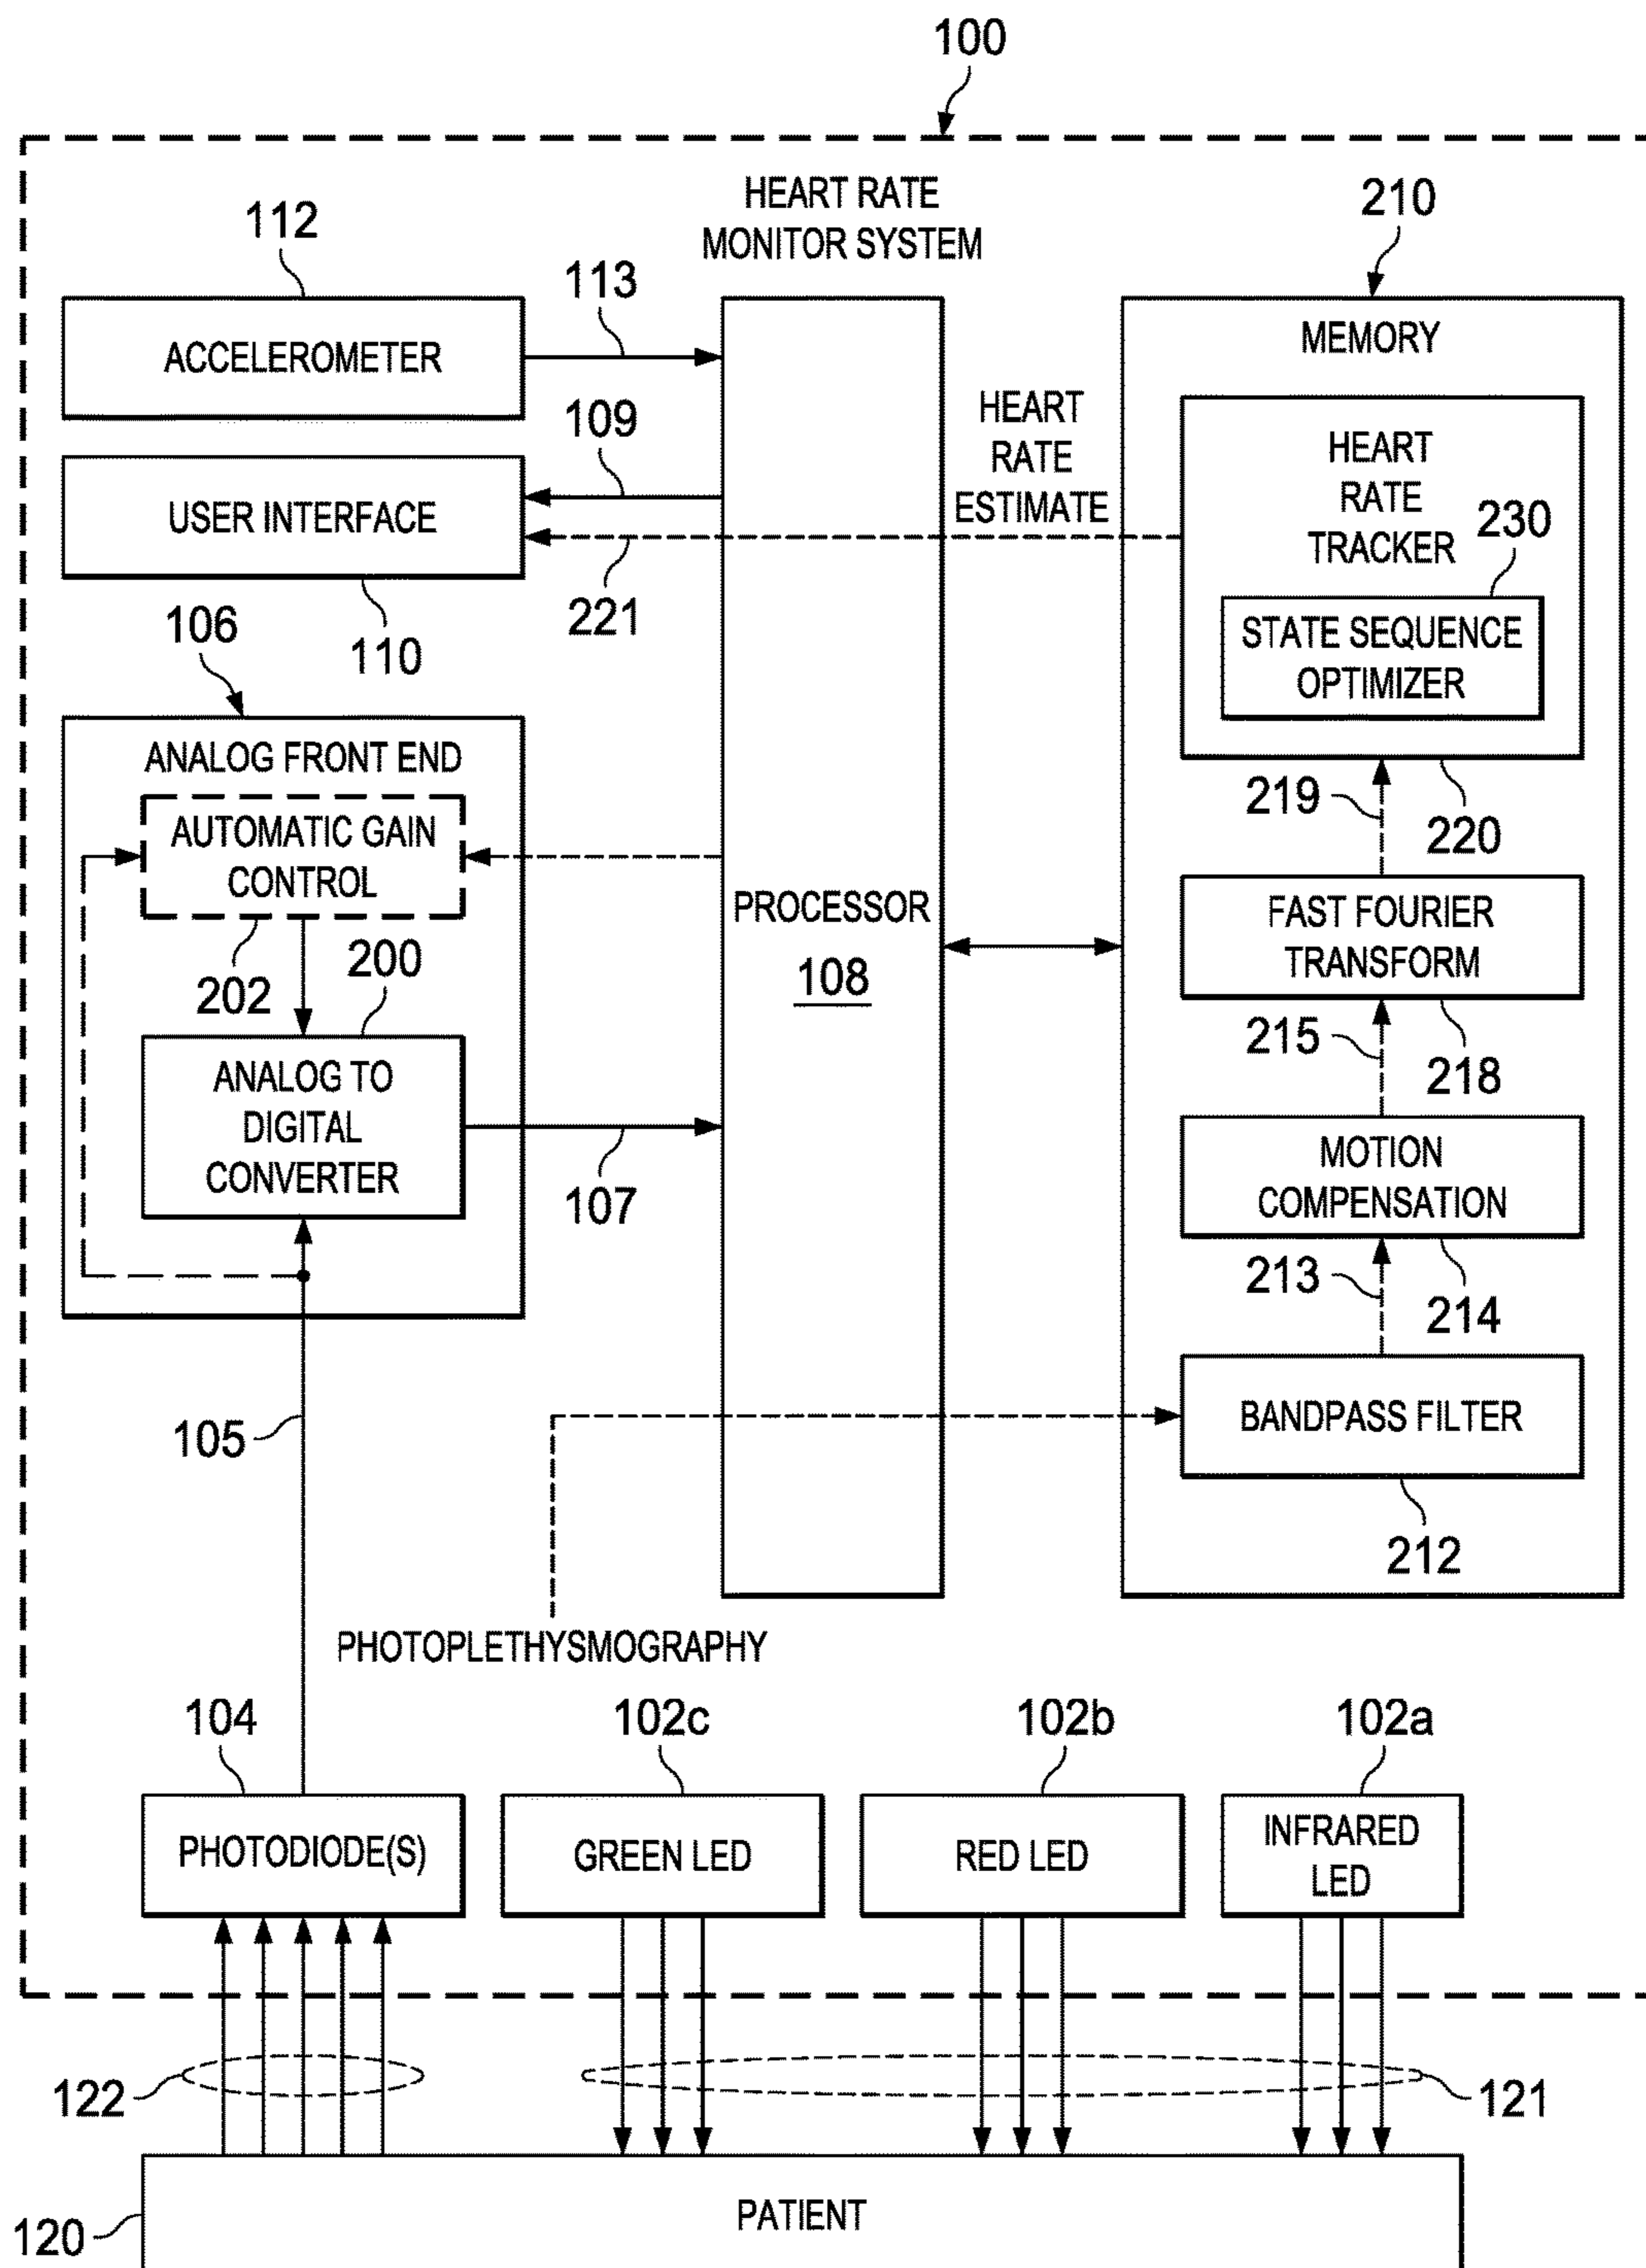 100
HEART RATE
MONITOR SYSTEM
112
ACCELEROMETER
113
109
USER INTERFACE
110
221
HEART
RATE
ESTIMATE
210
MEMORY
HEART
RATE
TRACKER
230
STATE SEQUENCE
OPTIMIZER
219
220
FAST FOURIER
TRANSFORM
215
218
MOTION
COMPENSATION
213
214
BANDPASS FILTER
212
106
ANALOG FRONT END
AUTOMATIC GAIN
CONTROL
202
200
ANALOG TO
DIGITAL
CONVERTER
107
PROCESSOR
108
105
PHOTOPLETHYSMOGRAPHY
104
PHOTODIODE(S)
102c
GREEN LED
102b
RED LED
102a
INFRARED
LED
122
121
120
PATIENT